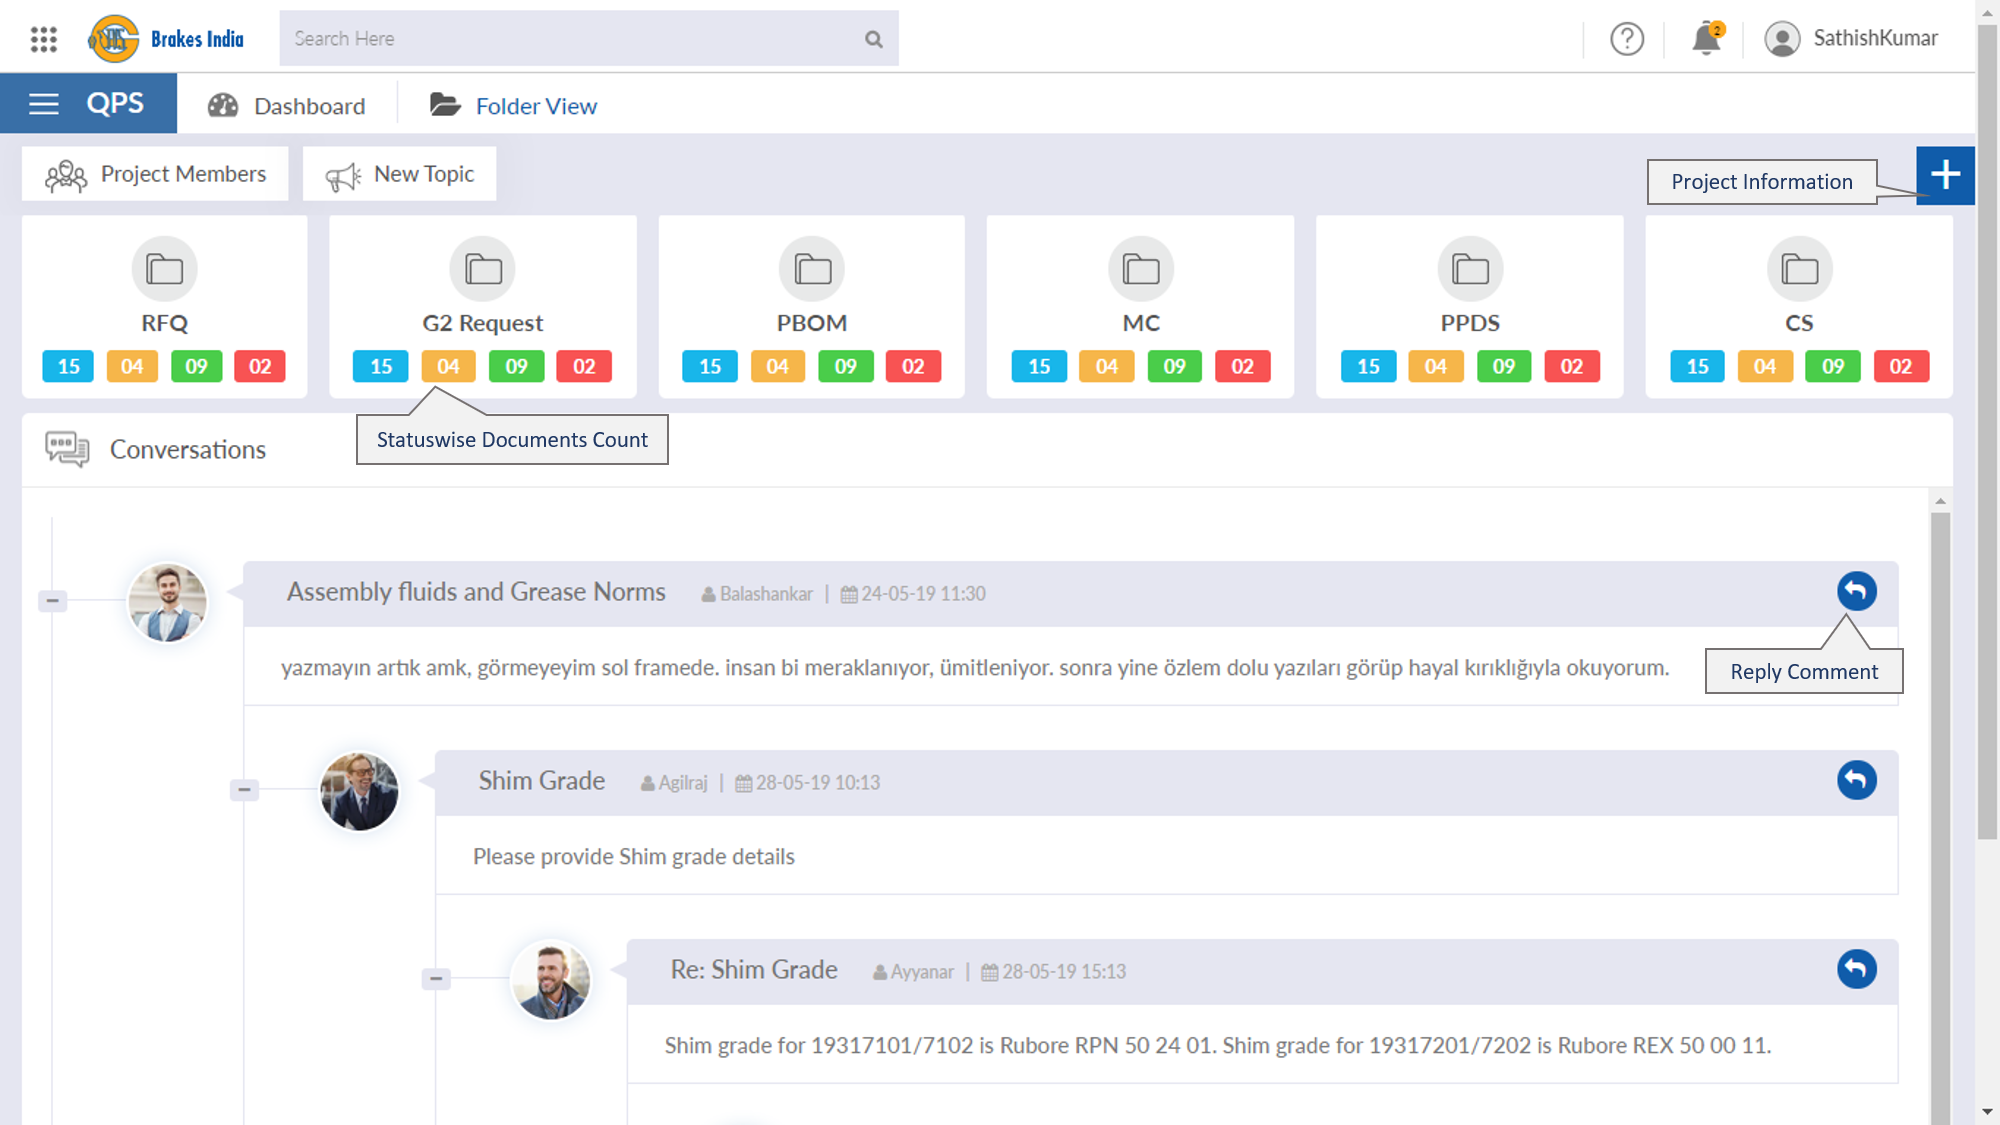 Brakes India
Search Here
2
SathishKumar
QPS
Dashboard
Folder View
Project Members
New Topic
Project Information
RFQ
15 04 09 02
G2 Request
15 04 09 02
PBOM
15 04 09 02
MC
15 04 09 02
PPDS
15 04 09 02
CS
15 04 09 02
Statuswise Documents Count
Conversations
Assembly fluids and Grease Norms Balashankar | 24-05-19 11:30
yazmayın artık amk, görmeyeyim sol framede. insan bi meraklanıyor, ümitleniyor. sonra yine özlem dolu yazıları görüp hayal kırıklığıyla okuyorum.
Reply Comment
Shim Grade Agilraj | 28-05-19 10:13
Please provide Shim grade details
Re: Shim Grade Ayyanar | 28-05-19 15:13
Shim grade for 19317101/7102 is Rubore RPN 50 24 01. Shim grade for 19317201/7202 is Rubore REX 50 00 11.